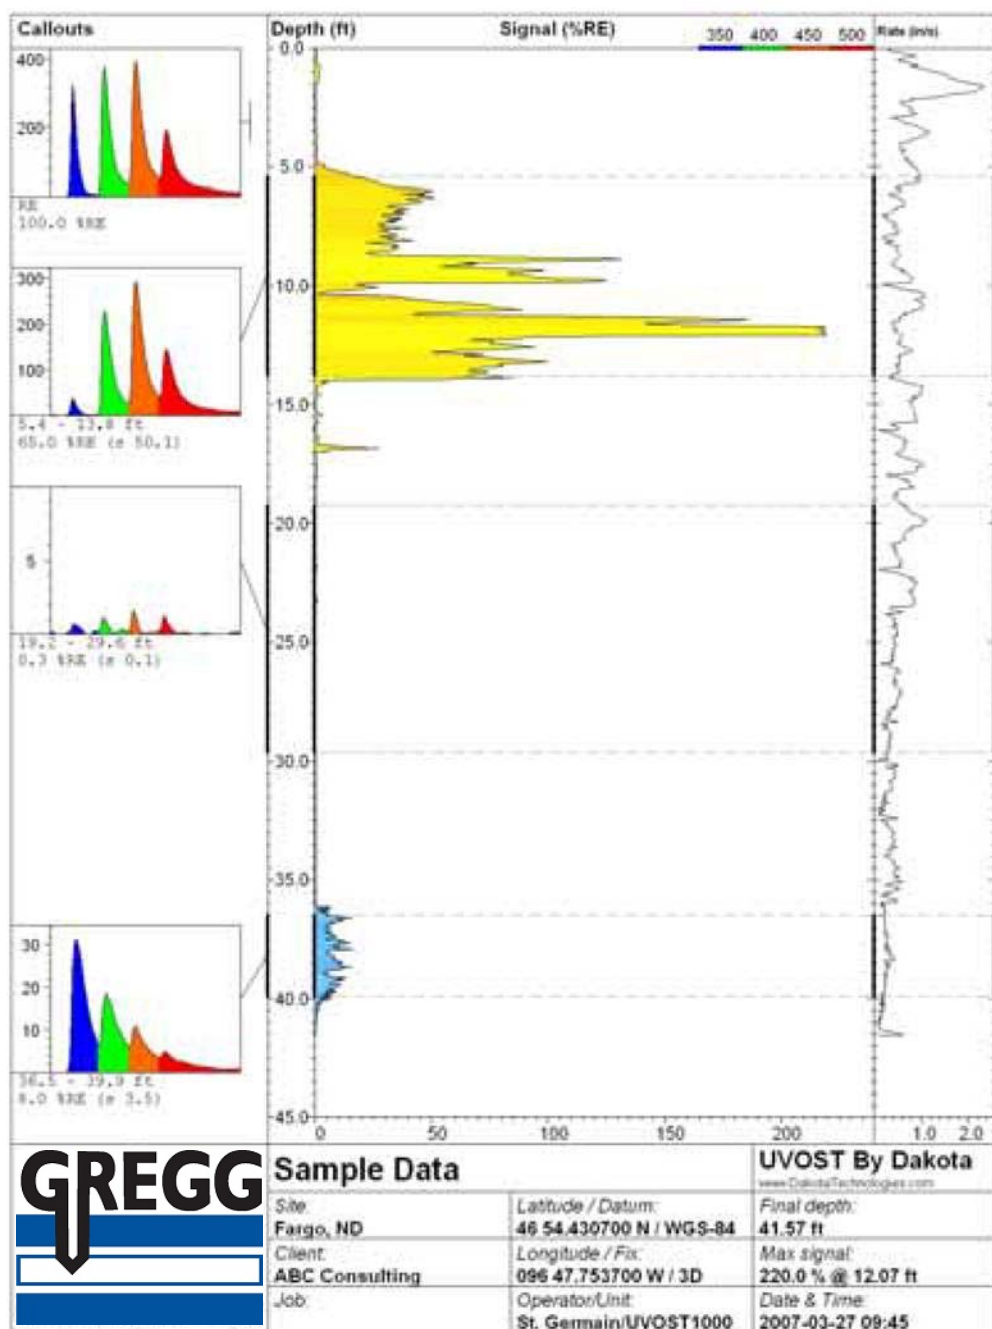 Callouts
Depth (ft)
Signal (%RE)
350 400 450 500
Rate (in/s)
400
200
RE
100.0 %RE
300
200
100
5.4 - 13.8 ft
65.0 %RE (s 50.1)
5
19.2 - 29.6 ft
0.3 %RE (s 0.1)
30
20
10
36.5 - 39.9 ft
8.0 %RE (s 3.5)
0.0
5.0
10.0
15.0
20.0
25.0
30.0
35.0
40.0
45.0
0 50 100 150 200
1.0 2.0
GREGG
Sample Data
UVOST By Dakota
www.DakotaTechnologies.com
Site:
Fargo, ND
Latitude / Datum:
46 54.430700 N / WGS-84
Final depth:
41.57 ft
Client:
ABC Consulting
Longitude / Fix:
096 47.753700 W / 3D
Max signal:
220.0 % @ 12.07 ft
Job:
Operator/Unit:
St. Germain/UVOST1000
Date & Time:
2007-03-27 09:45